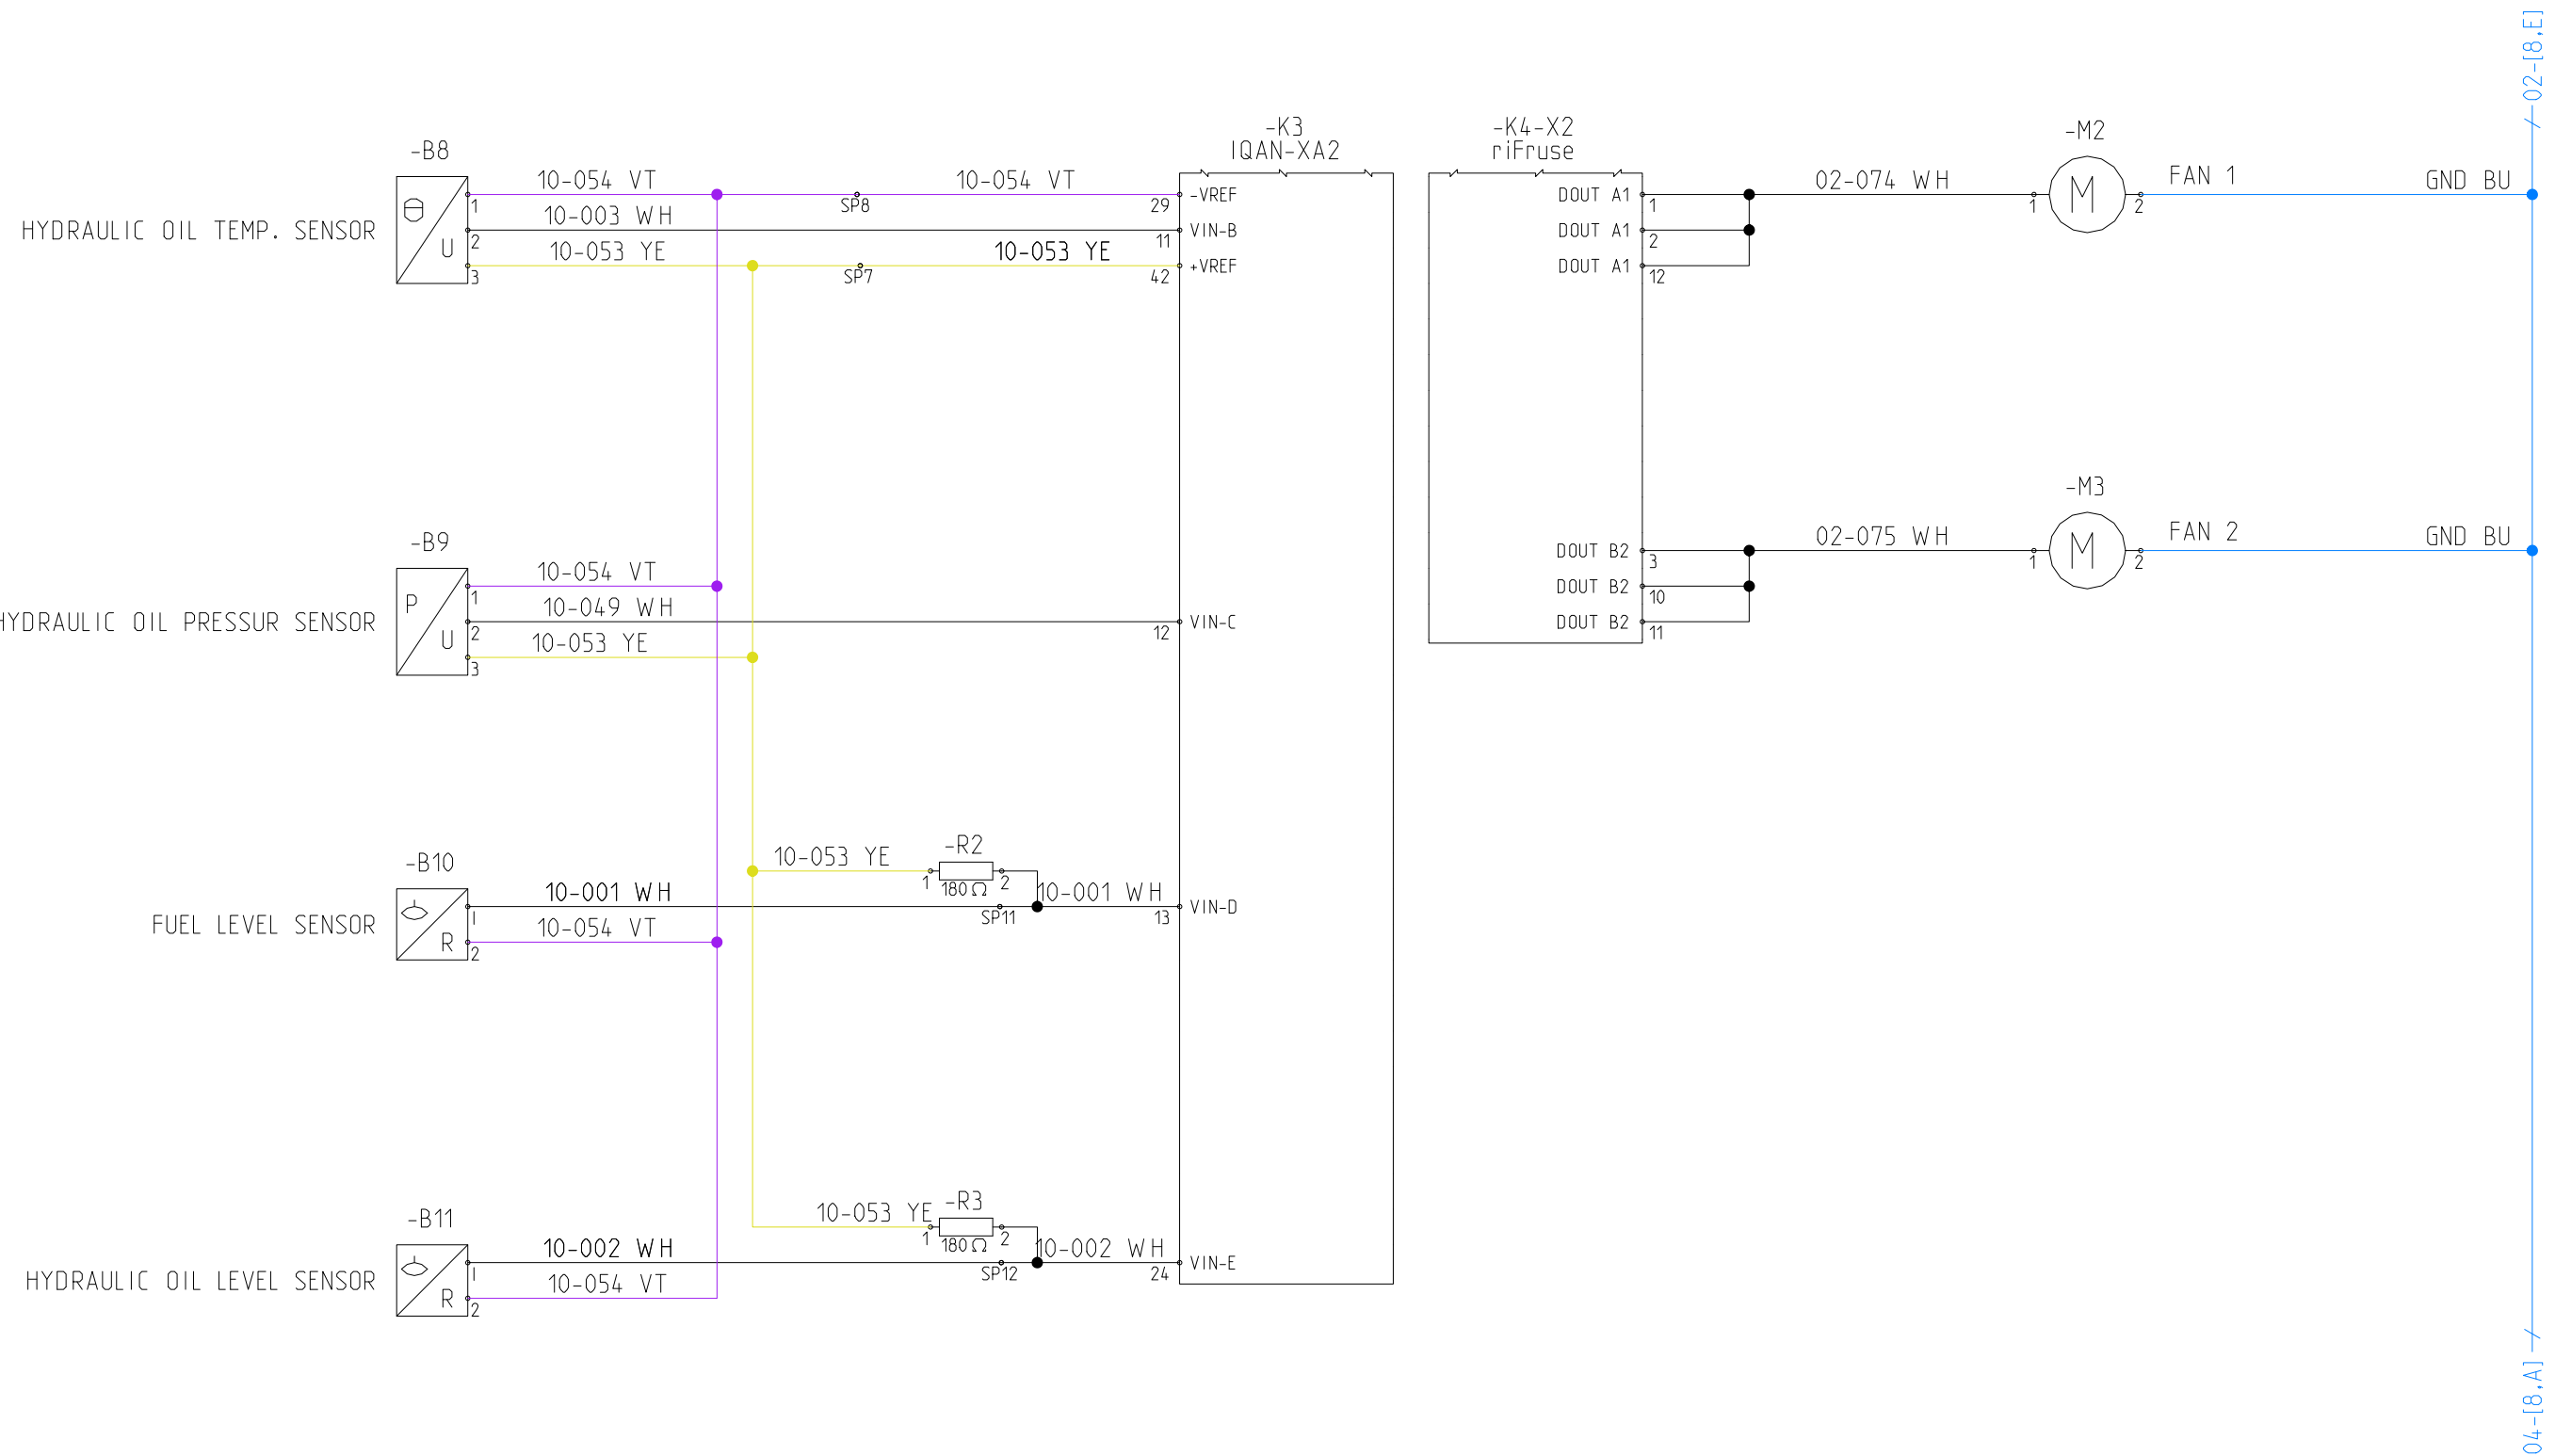 02-[8,E]
-K3
IQAN-XA2
-K4-X2
riFruse
-M2
-B8
HYDRAULIC OIL TEMP. SENSOR
θ
U
1
2
3
10-054 VT
10-003 WH
10-053 YE
SP8
SP7
10-054 VT
10-053 YE
29
11
42
-VREF
VIN-B
+VREF
DOUT A1
DOUT A1
DOUT A1
1
2
12
02-074 WH
1
M
2
FAN 1
GND BU
-B9
HYDRAULIC OIL PRESSUR SENSOR
P
U
1
2
3
10-054 VT
10-049 WH
10-053 YE
12
VIN-C
DOUT B2
DOUT B2
DOUT B2
3
10
11
02-075 WH
-M3
1
M
2
FAN 2
GND BU
-B10
FUEL LEVEL SENSOR
R
1
2
10-001 WH
10-054 VT
10-053 YE
-R2
1
180Ω
2
SP11
10-001 WH
13
VIN-D
-B11
HYDRAULIC OIL LEVEL SENSOR
R
1
2
10-002 WH
10-054 VT
10-053 YE
-R3
1
180Ω
2
SP12
10-002 WH
24
VIN-E
04-[8,A]